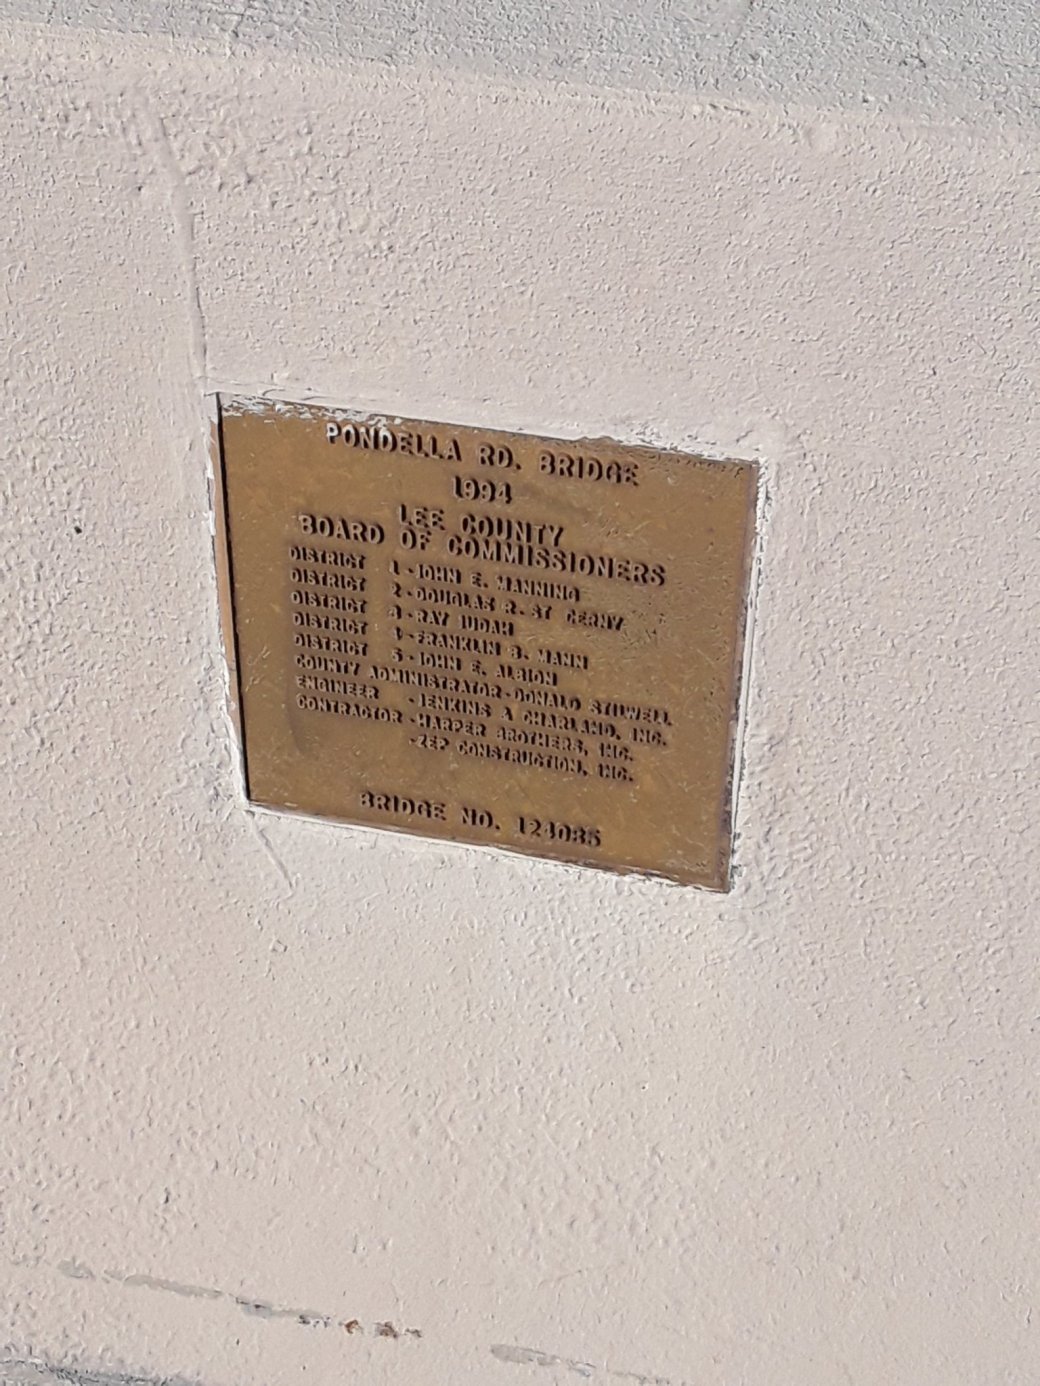 PONDELLA RD. BRIDGE
1994
LEE COUNTY
BOARD OF COMMISSIONERS
DISTRICT 1-JOHN E. MANNING
DISTRICT 2-DOUGLAS R. ST CERNY
DISTRICT 3-RAY JUDAH
DISTRICT 4-FRANKLIN B. MANN
DISTRICT 5-JOHN E. ALBION
COUNTY ADMINISTRATOR-DONALD STILWELL
ENGINEER -JENKINS & CHARLAND, INC.
CONTRACTOR-HARPER BROTHERS, INC.
-ZEP CONSTRUCTION, INC.
BRIDGE NO. 124085